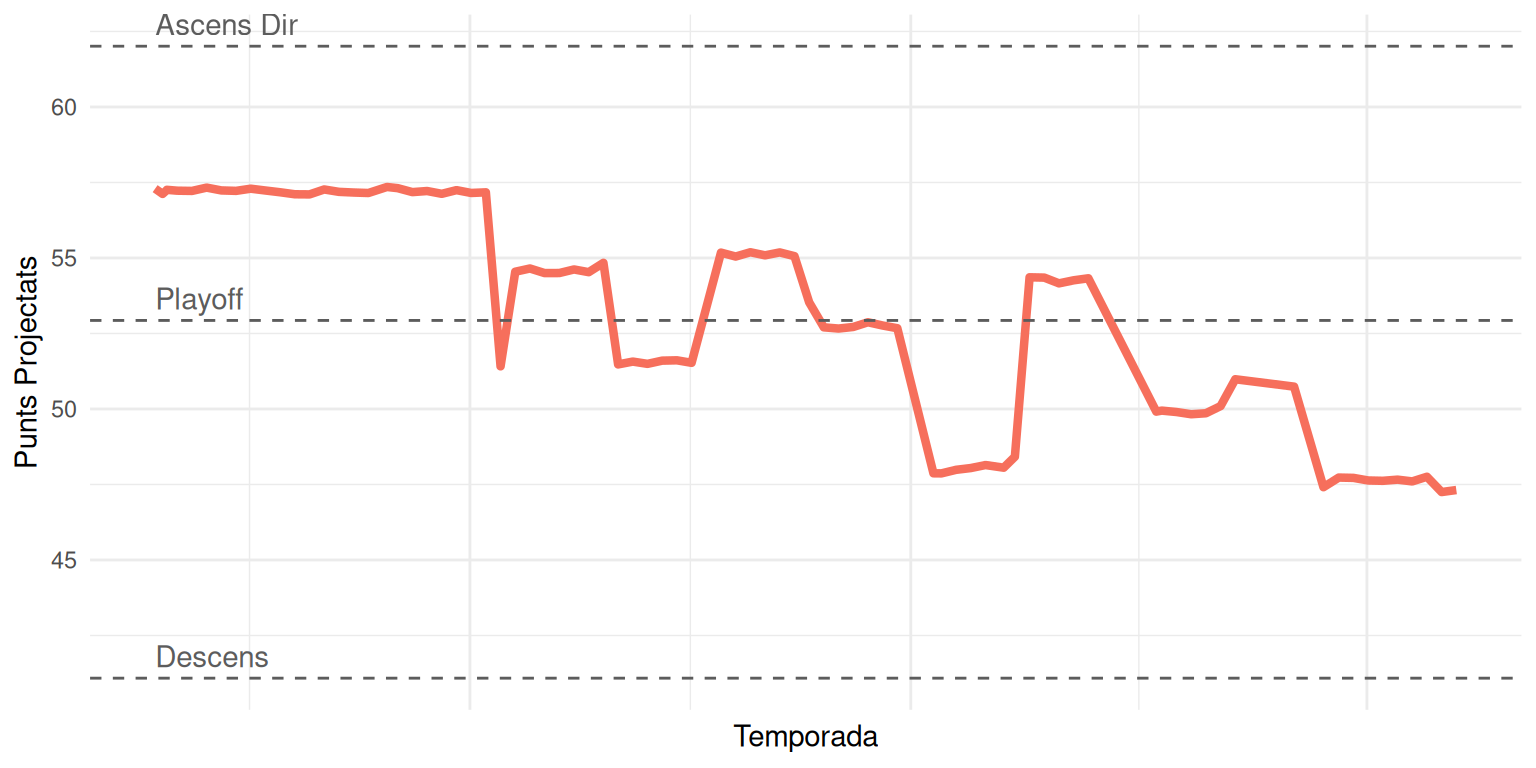 Ascens Dir
60
55
Playoff
Punts Projectats
50
45
Descens
Temporada